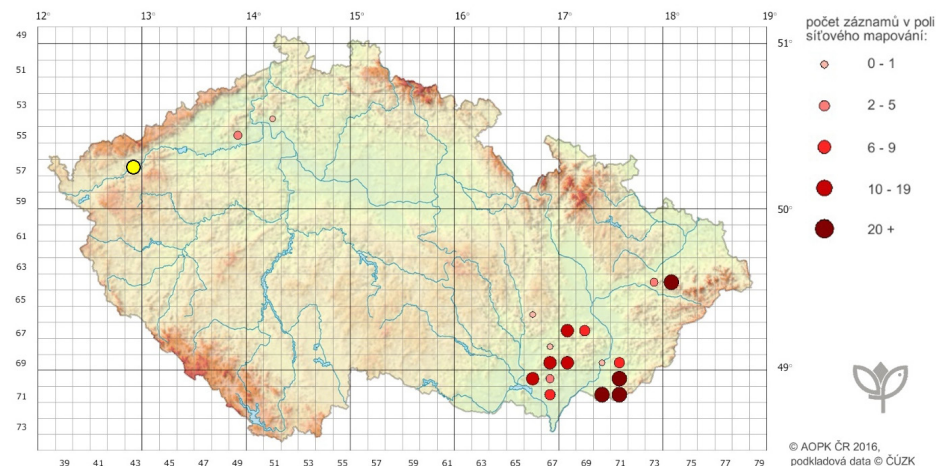 12° 13 14 15° 16 17° 18° 19°
49 51°
51
53
55
57
59 50°
61
63
65
67
69 49°
71
73
39 41 43 45 47 49 51 53 55 57 59 61 63 65 67 69 71 73 75 77 79
počet záznamů v poli
síťového mapování:
0 - 1
2 - 5
6 - 9
10 - 19
20 +
© AOPK ČR 2016,
podkladová data © ČÚZK